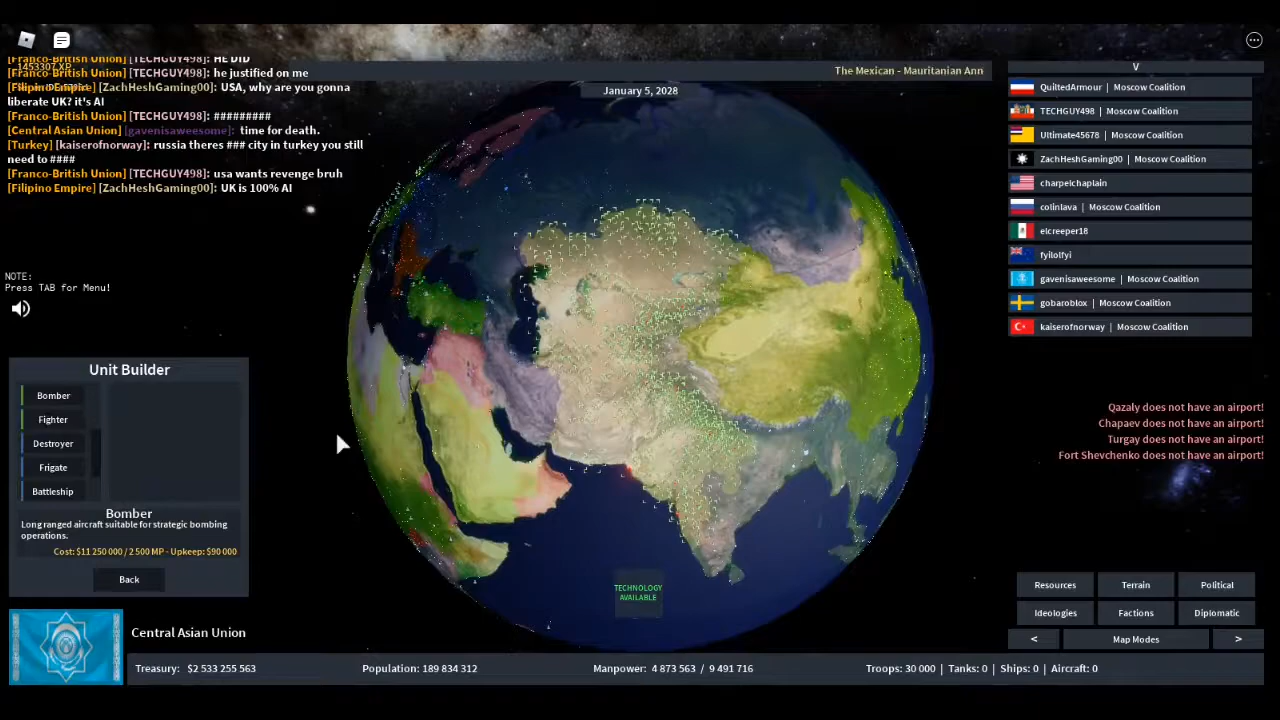 [Franco-British Union] [TECHGUY498]: HE DID
[Franco-British Union] [TECHGUY498]: he justified on me
[Filipino Empire] [ZachHeshGaming00]: USA, why are you gonna
liberate UK? it's AI
[Franco-British Union] [TECHGUY498]: #########
[Central Asian Union] [gavenisaweesome]: time for death.
[Turkey] [kaiserofnorway]: russia theres ### city in turkey you still
need to ####
[Franco-British Union] [TECHGUY498]: usa wants revenge bruh
[Filipino Empire] [ZachHeshGaming00]: UK is 100% AI
1453307 XP
The Mexican - Mauritanian Ann
January 5, 2028
V
QuiltedArmour | Moscow Coalition
TECHGUY498 | Moscow Coalition
Ultimate45678 | Moscow Coalition
ZachHeshGaming00 | Moscow Coalition
charpelchaplain
colinlava | Moscow Coalition
elcreeper18
fyilolfyi
gavenisaweesome | Moscow Coalition
gobaroblox | Moscow Coalition
kaiserofnorway | Moscow Coalition
NOTE:
Press TAB for Menu!
Qazaly does not have an airport!
Chapaev does not have an airport!
Turgay does not have an airport!
Fort Shevchenko does not have an airport!
Unit Builder
Bomber
Fighter
Destroyer
Frigate
Battleship
Bomber
Long ranged aircraft suitable for strategic bombing
operations.
Cost: $11 250 000 / 2 500 MP - Upkeep: $90 000
Back
TECHNOLOGY
AVAILABLE
Resources
Terrain
Political
Ideologies
Factions
Diplomatic
<
Map Modes
>
Central Asian Union
Treasury: $2 533 255 563
Population: 189 834 312
Manpower: 4 873 563 / 9 491 716
Troops: 30 000 | Tanks: 0 | Ships: 0 | Aircraft: 0